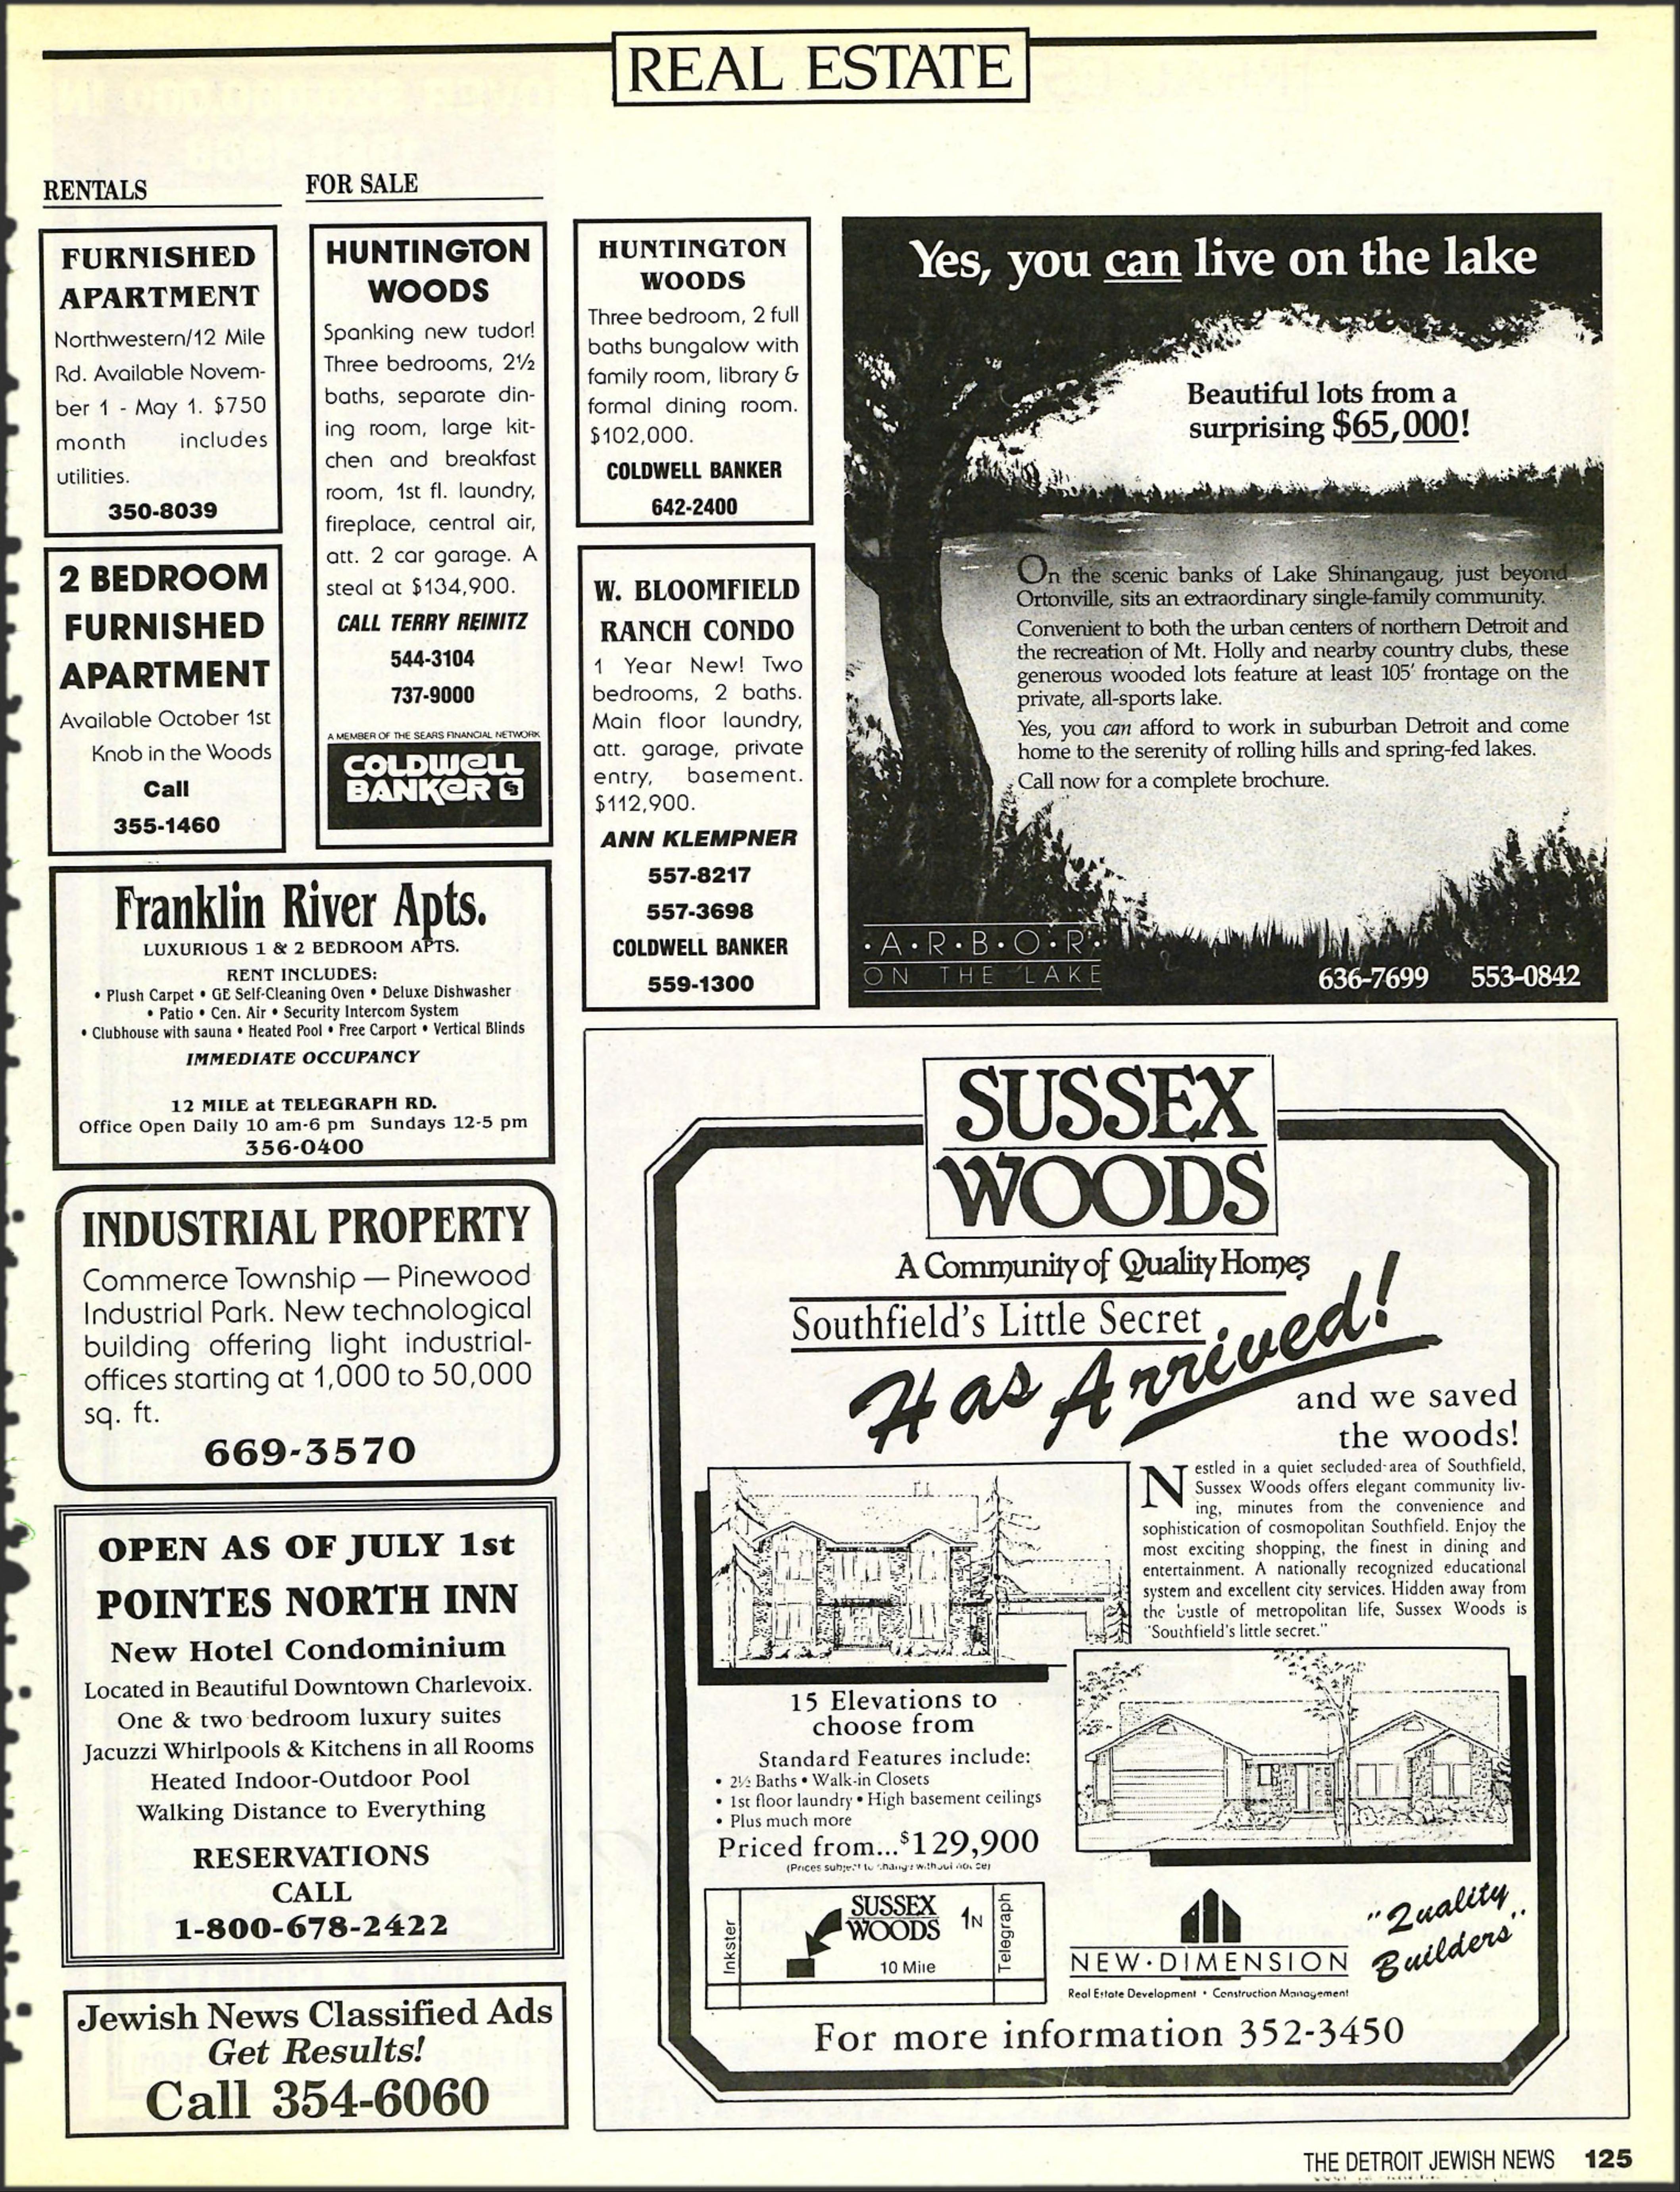 REAL ESTATE
RENTALS
FURNISHED
APARTMENT
Northwestern/12 Mile
Rd. Available Novem-
ber 1 - May 1. $750
month includes
utilities.
350-8039
2 BEDROOM
FURNISHED
APARTMENT
Available October 1st
Knob in the Woods
Call
355-1460
FOR SALE
HUNTINGTON
WOODS
Spanking new tudor!
Three bedrooms, 2½
baths, separate din-
ing room, large kit-
chen and breakfast
room, 1st fl. laundry,
fireplace, central air,
att. 2 car garage. A
steal at $134,900.
CALL TERRY REINITZ
544-3104
737-9000
A MEMBER OF THE SEARS FINANCIAL NETWORK
COLDWELL
BANKER
HUNTINGTON
WOODS
Three bedroom, 2 full
baths bungalow with
family room, library &
formal dining room.
$102,000.
COLDWELL BANKER
642-2400
W. BLOOMFIELD
RANCH CONDO
1 Year New! Two
bedrooms, 2 baths.
Main floor laundry,
att. garage, private
entry, basement.
$112,900.
ANN KLEMPNER
557-8217
557-3698
COLDWELL BANKER
559-1300
Yes, you can live on the lake
Beautiful lots from a
surprising $65,000!
On the scenic banks of Lake Shinangaug, just beyond
Ortonville, sits an extraordinary single-family community.
Convenient to both the urban centers of northern Detroit and
the recreation of Mt. Holly and nearby country clubs, these
generous wooded lots feature at least 105' frontage on the
private, all-sports lake.
Yes, you can afford to work in suburban Detroit and come
home to the serenity of rolling hills and spring-fed lakes.
Call now for a complete brochure.
·A·R·B·O·R·
ON THE LAKE
636-7699 553-0842
Franklin River Apts.
LUXURIOUS 1 & 2 BEDROOM APTS.
RENT INCLUDES:
• Plush Carpet • GE Self-Cleaning Oven • Deluxe Dishwasher
• Patio • Cen. Air • Security Intercom System
• Clubhouse with sauna • Heated Pool • Free Carport • Vertical Blinds
IMMEDIATE OCCUPANCY
12 MILE at TELEGRAPH RD.
Office Open Daily 10 am-6 pm Sundays 12-5 pm
356-0400
INDUSTRIAL PROPERTY
Commerce Township — Pinewood
Industrial Park. New technological
building offering light industrial-
offices starting at 1,000 to 50,000
sq. ft.
669-3570
OPEN AS OF JULY 1st
POINTES NORTH INN
New Hotel Condominium
Located in Beautiful Downtown Charlevoix.
One & two bedroom luxury suites
Jacuzzi Whirlpools & Kitchens in all Rooms
Heated Indoor-Outdoor Pool
Walking Distance to Everything
RESERVATIONS
CALL
1-800-678-2422
Jewish News Classified Ads
Get Results!
Call 354-6060
SUSSEX
WOODS
A Community of Quality Homes
Southfield's Little Secret
Has Arrived!
and we saved
the woods!
Nestled in a quiet secluded area of Southfield,
Sussex Woods offers elegant community liv-
ing, minutes from the convenience and
sophistication of cosmopolitan Southfield. Enjoy the
most exciting shopping, the finest in dining and
entertainment. A nationally recognized educational
system and excellent city services. Hidden away from
the bustle of metropolitan life, Sussex Woods is
"Southfield's little secret."
15 Elevations to
choose from
Standard Features include:
• 2½ Baths • Walk-in Closets
• 1st floor laundry • High basement ceilings
• Plus much more
Priced from...$129,900
(Prices subject to change without notice)
Inkster
SUSSEX
WOODS
N
Telegraph
10 Mile
NEW·DIMENSION
Real Estate Development • Construction Management
"Quality
Builders"
For more information 352-3450
THE DETROIT JEWISH NEWS 125